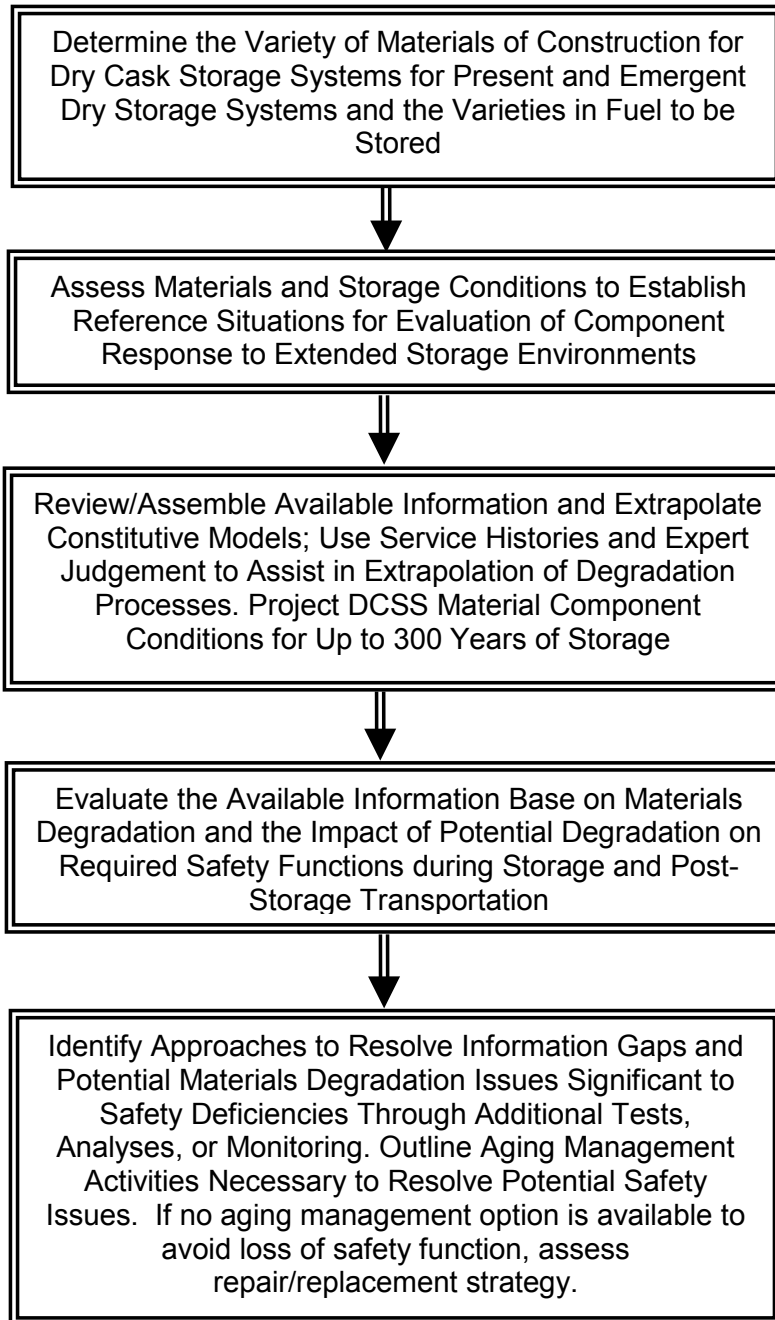 Determine the Variety of Materials of Construction for
Dry Cask Storage Systems for Present and Emergent
Dry Storage Systems and the Varieties in Fuel to be
Stored
Assess Materials and Storage Conditions to Establish
Reference Situations for Evaluation of Component
Response to Extended Storage Environments
Review/Assemble Available Information and Extrapolate
Constitutive Models; Use Service Histories and Expert
Judgement to Assist in Extrapolation of Degradation
Processes. Project DCSS Material Component
Conditions for Up to 300 Years of Storage
Evaluate the Available Information Base on Materials
Degradation and the Impact of Potential Degradation on
Required Safety Functions during Storage and Post-
Storage Transportation
Identify Approaches to Resolve Information Gaps and
Potential Materials Degradation Issues Significant to
Safety Deficiencies Through Additional Tests,
Analyses, or Monitoring. Outline Aging Management
Activities Necessary to Resolve Potential Safety
Issues.  If no aging management option is available to
avoid loss of safety function, assess
repair/replacement strategy.